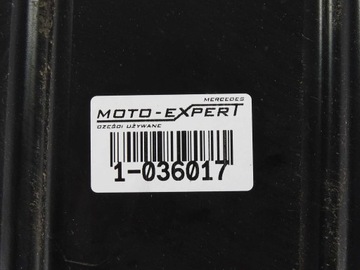 MERCEDES
MOTO-EXPERT
CZĘŚCI UŻYWANE
1-036017